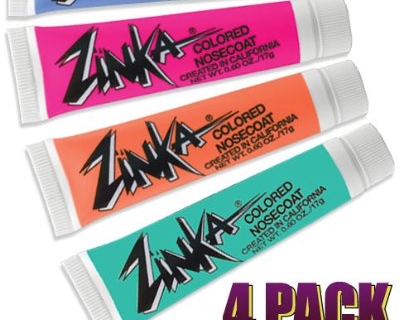 ZINKA®
COLORED
NOSECOAT
CREATED IN CALIFORNIA
NET WT. 0.60 OZ./17g
ZINKA®
COLORED
NOSECOAT
CREATED IN CALIFORNIA
NET WT. 0.60 OZ./17g
ZINKA®
COLORED
NOSECOAT
CREATED IN CALIFORNIA
NET WT. 0.60 OZ./17g
4 PACK